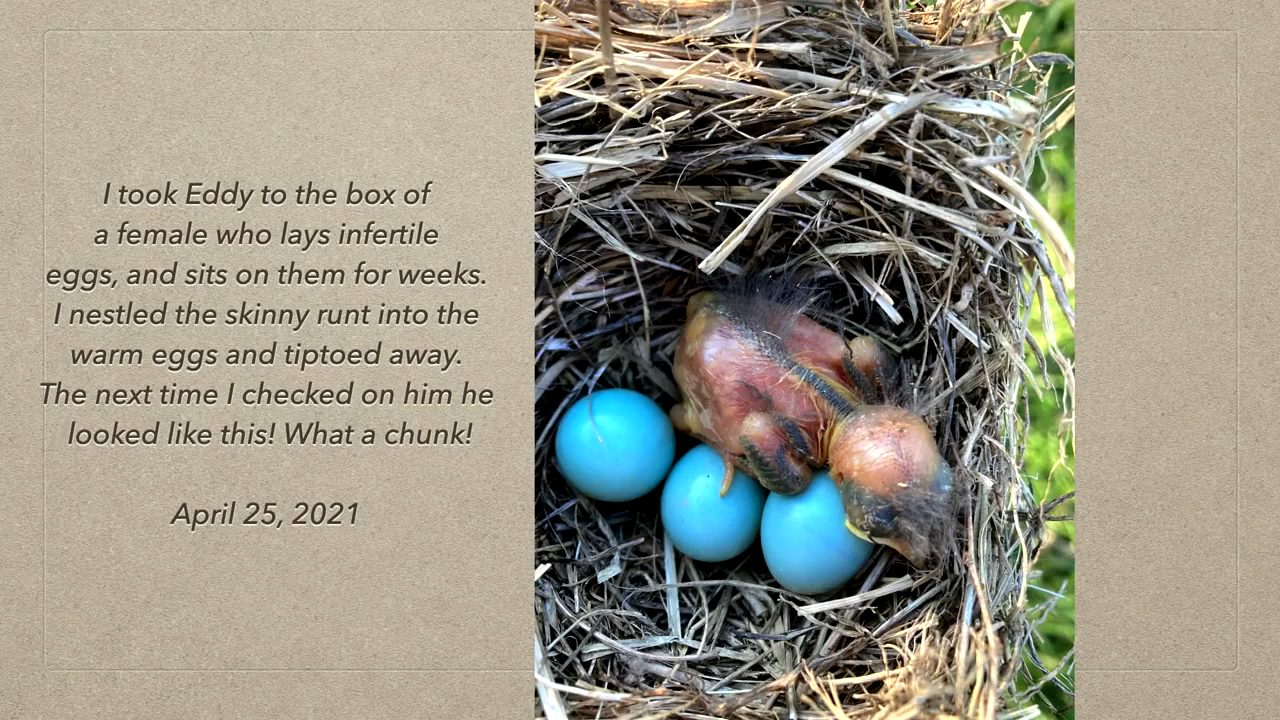 I took Eddy to the box of
a female who lays infertile
eggs, and sits on them for weeks.
I nestled the skinny runt into the
warm eggs and tiptoed away.
The next time I checked on him he
looked like this! What a chunk!
April 25, 2021